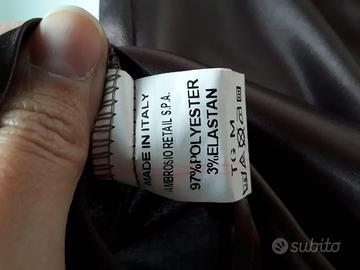 MADE IN ITALY
AMBROSIO RETAIL S.P.A.
97%POLYESTER
3%ELASTAN
TG M
subito